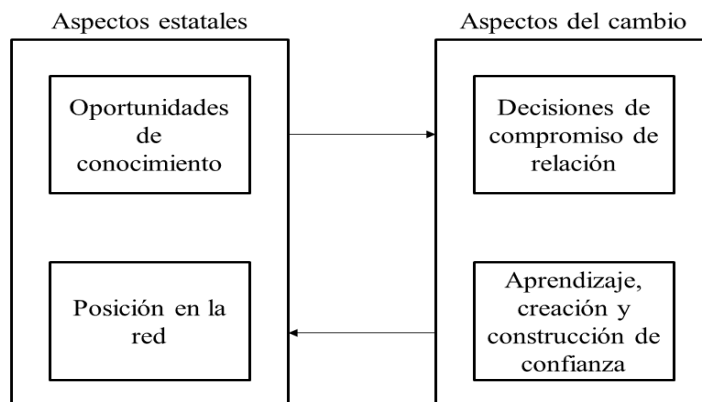 Aspectos estatales
Oportunidades
de
conocimiento
Posición en la
red
Aspectos del cambio
Decisiones de
compromiso de
relación
Aprendizaje,
creación y
construcción de
confianza